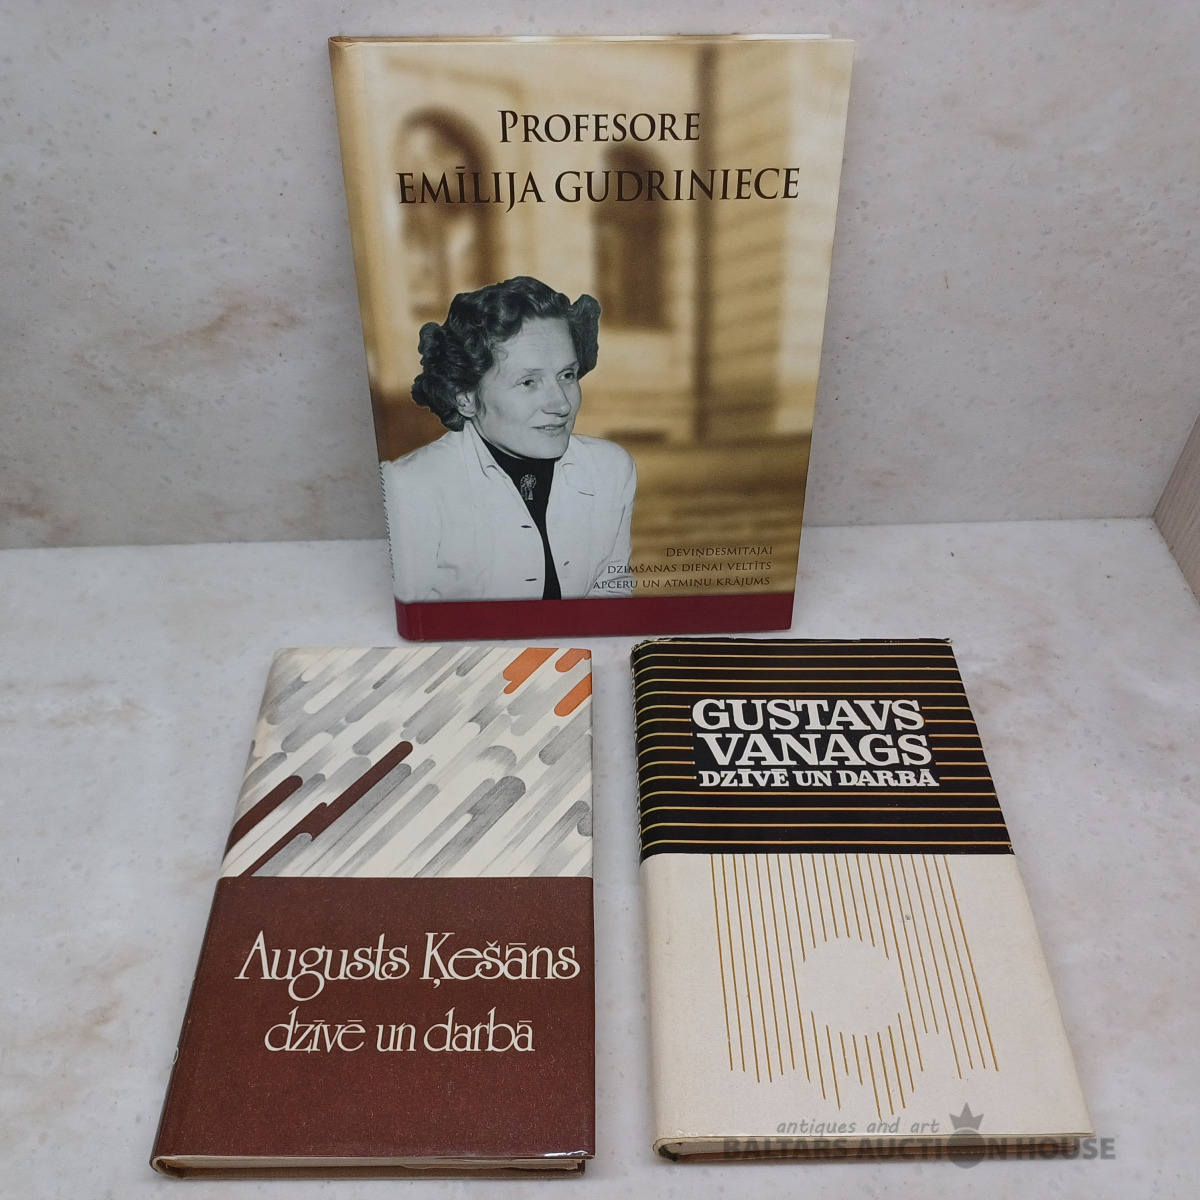 PROFESORE
EMĪLIJA GUDRINIECE
DEVIŅDESMITAJAI
DZIMŠANAS DIENAI VELTĪTS
APCERU UN ATMIŅU KRĀJUMS
Augusts Ķešāns
dzīvē un darbā
GUSTAVS
VANAGS
DZĪVĒ UN DARBĀ
antiques and art
BALTARS AUCTION HOUSE